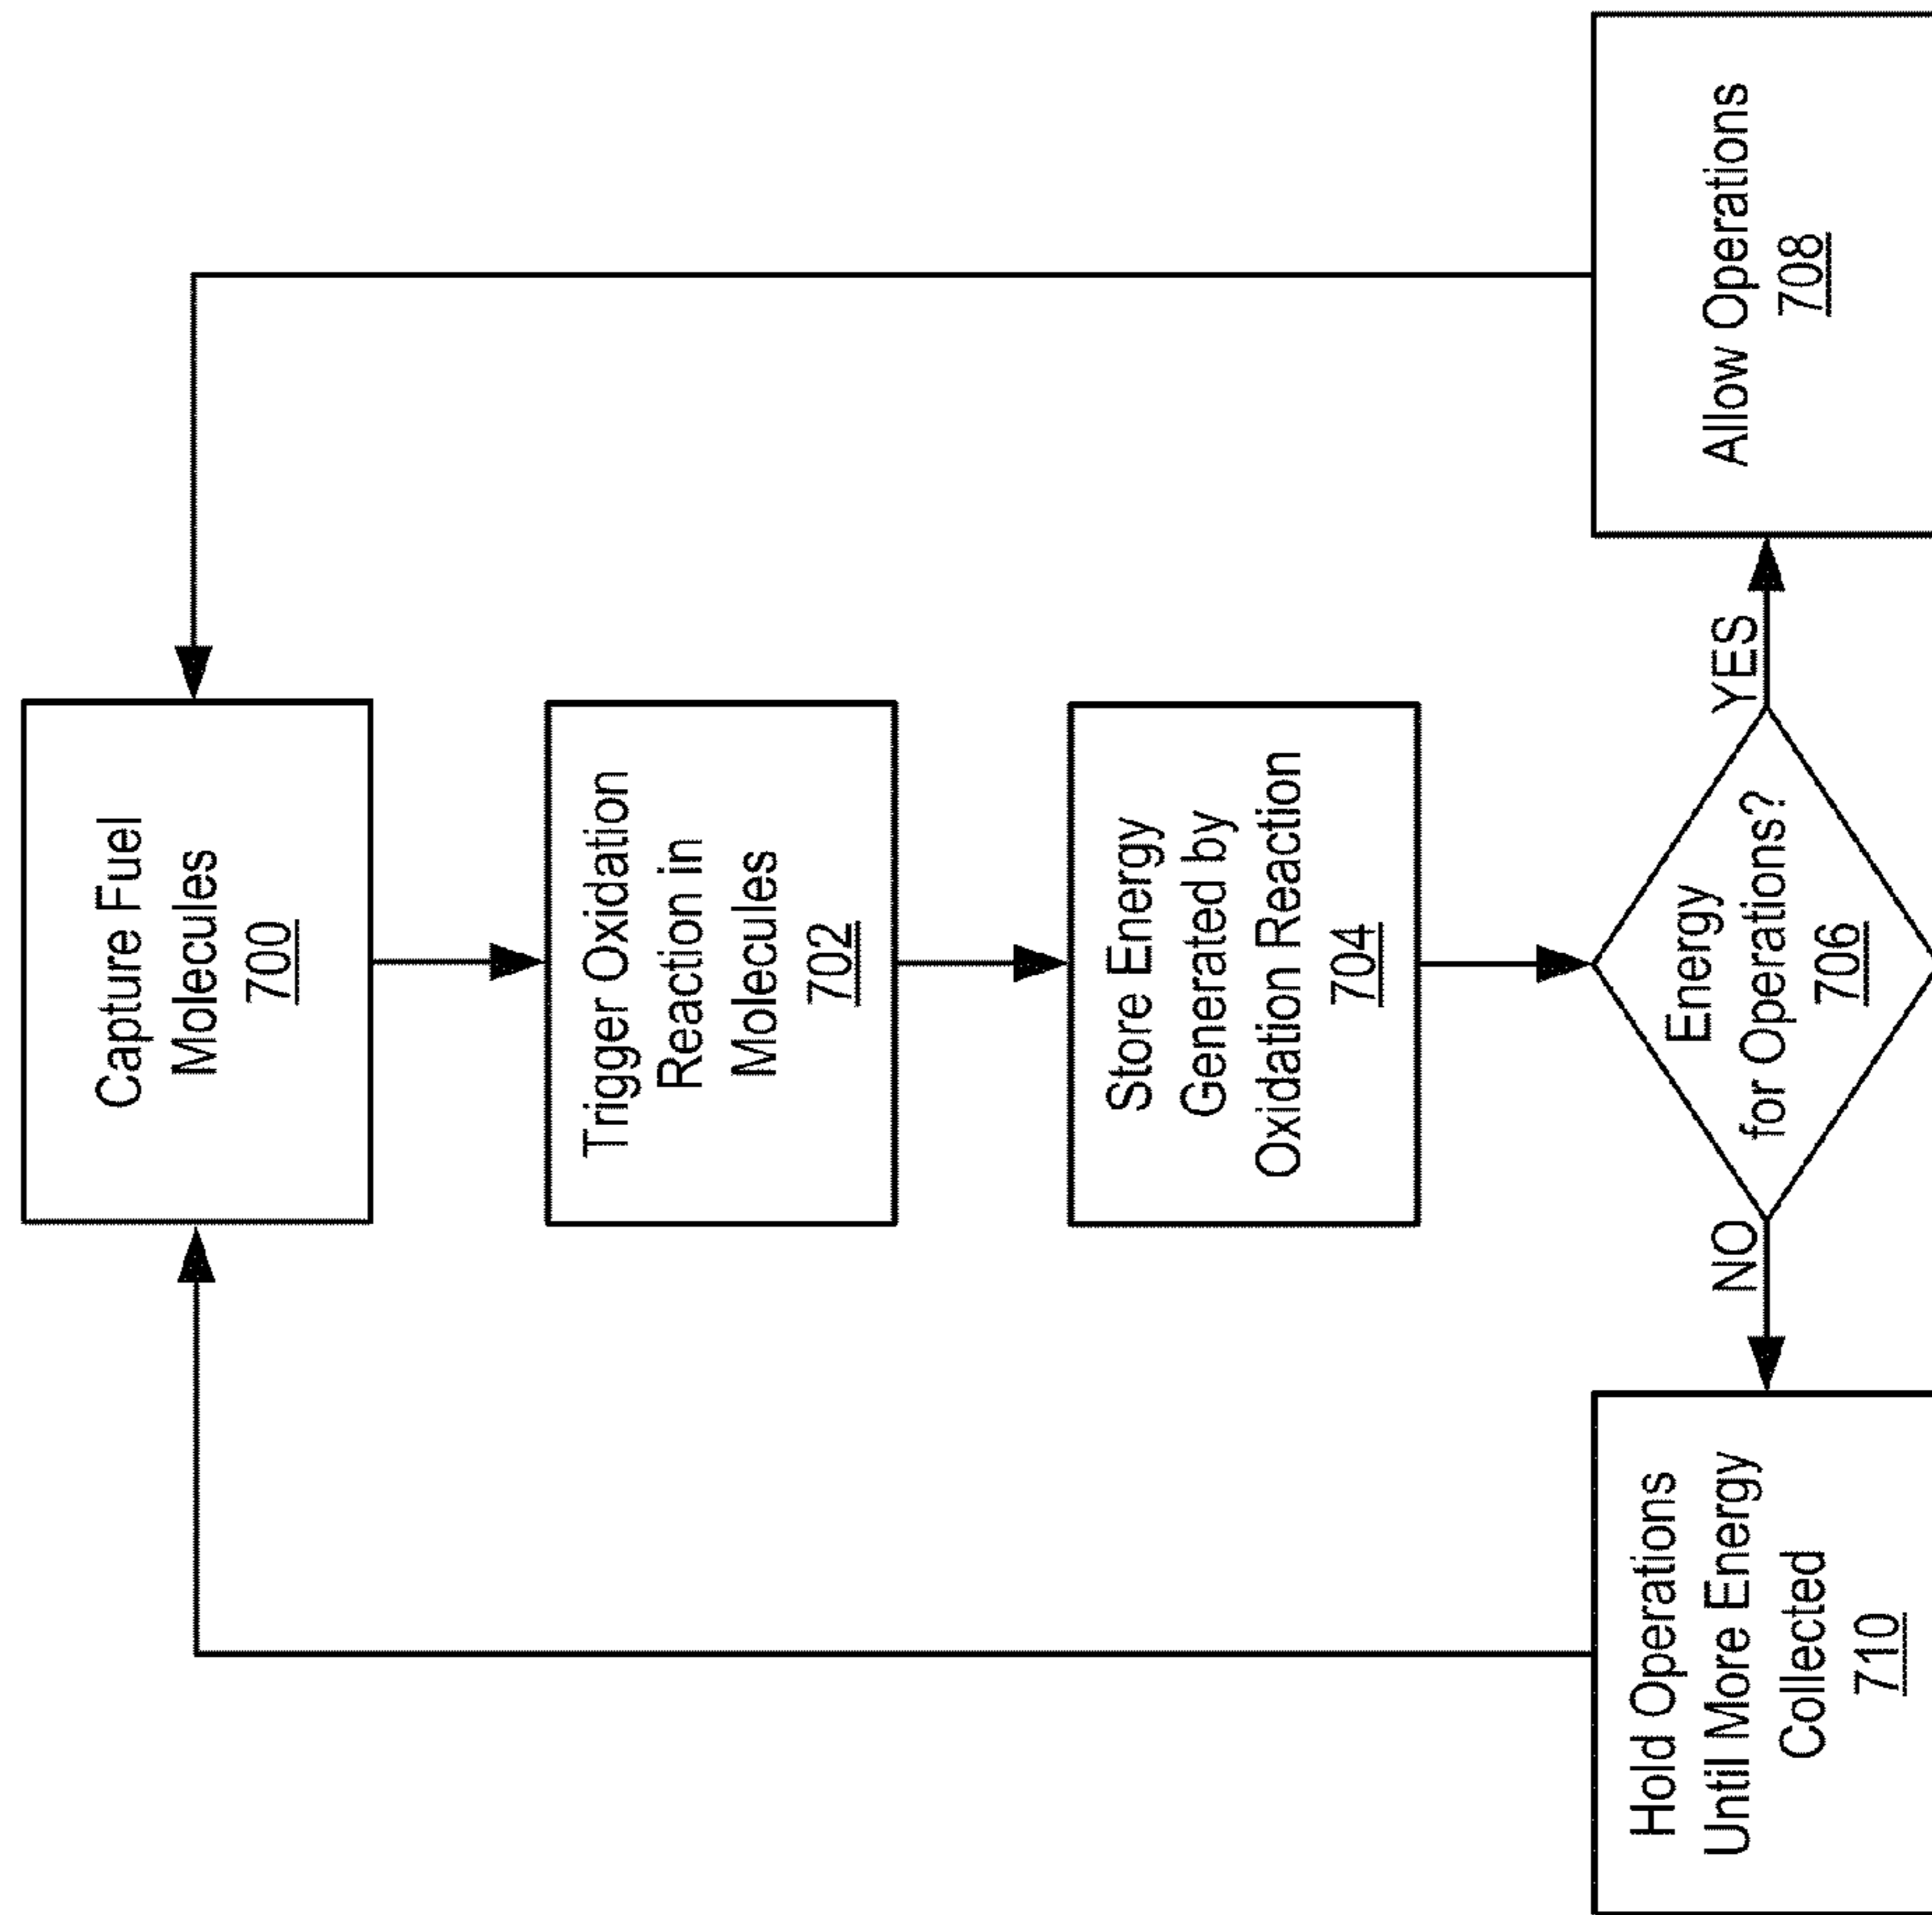 Capture Fuel
Molecules
700
Trigger Oxidation
Reaction in
Molecules
702
Store Energy
Generated by
Oxidation Reaction
704
Energy
for Operations?
706
YES
NO
Allow Operations
708
Hold Operations
Until More Energy
Collected
710